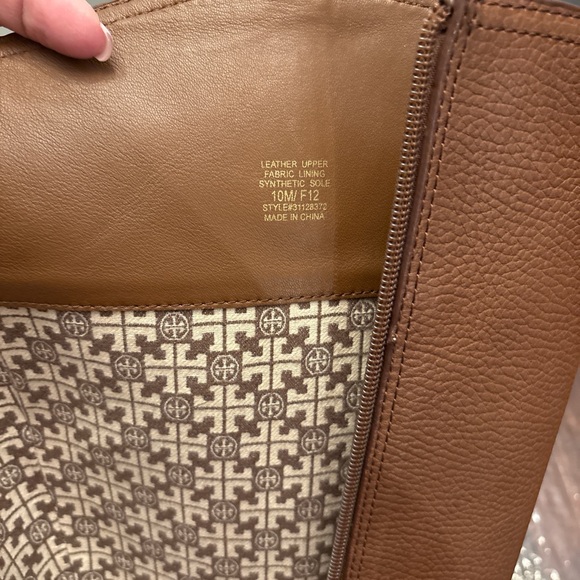 LEATHER UPPER
FABRIC LINING
SYNTHETIC SOLE
10M/F12
STYLE#31128370
MADE IN CHINA